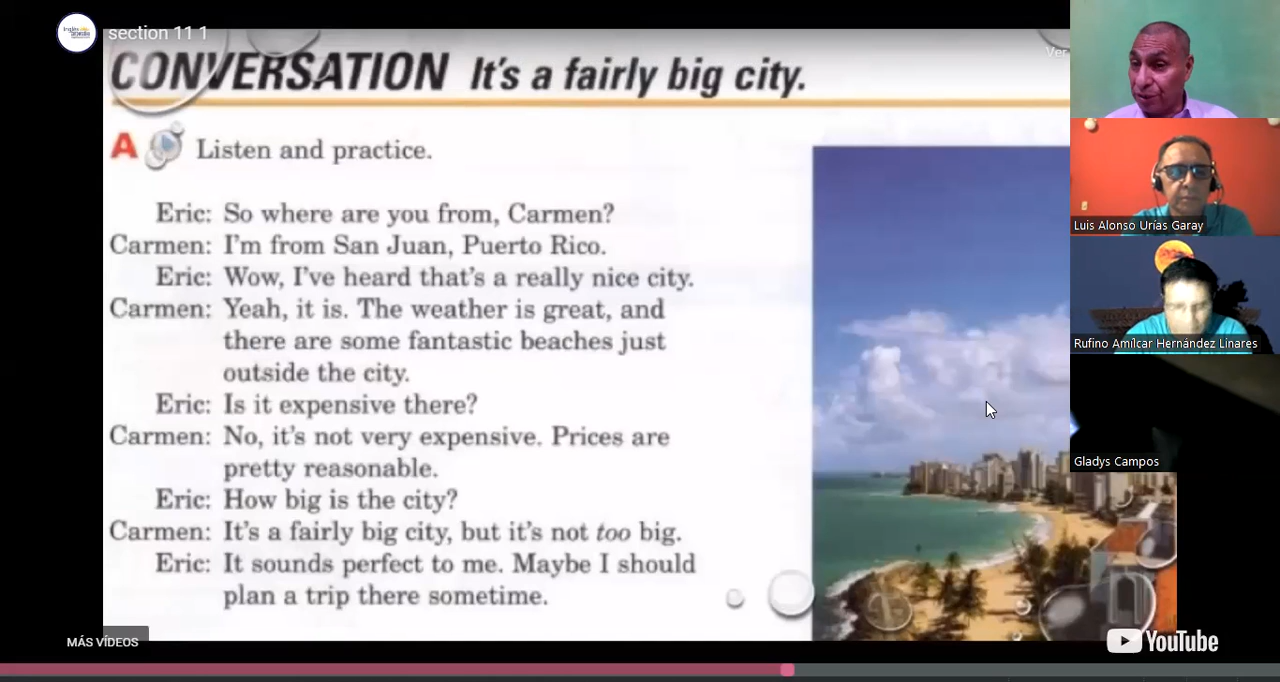 section 11 1
Ver
CONVERSATION It's a fairly big city.
A Listen and practice.
Eric: So where are you from, Carmen?
Carmen: I'm from San Juan, Puerto Rico.
Eric: Wow, I've heard that's a really nice city.
Carmen: Yeah, it is. The weather is great, and
there are some fantastic beaches just
outside the city.
Eric: Is it expensive there?
Carmen: No, it's not very expensive. Prices are
pretty reasonable.
Eric: How big is the city?
Carmen: It's a fairly big city, but it's not too big.
Eric: It sounds perfect to me. Maybe I should
plan a trip there sometime.
Luis Alonso Urías Garay
Rufino Amílcar Hernández Linares
Gladys Campos
MÁS VÍDEOS
YouTube